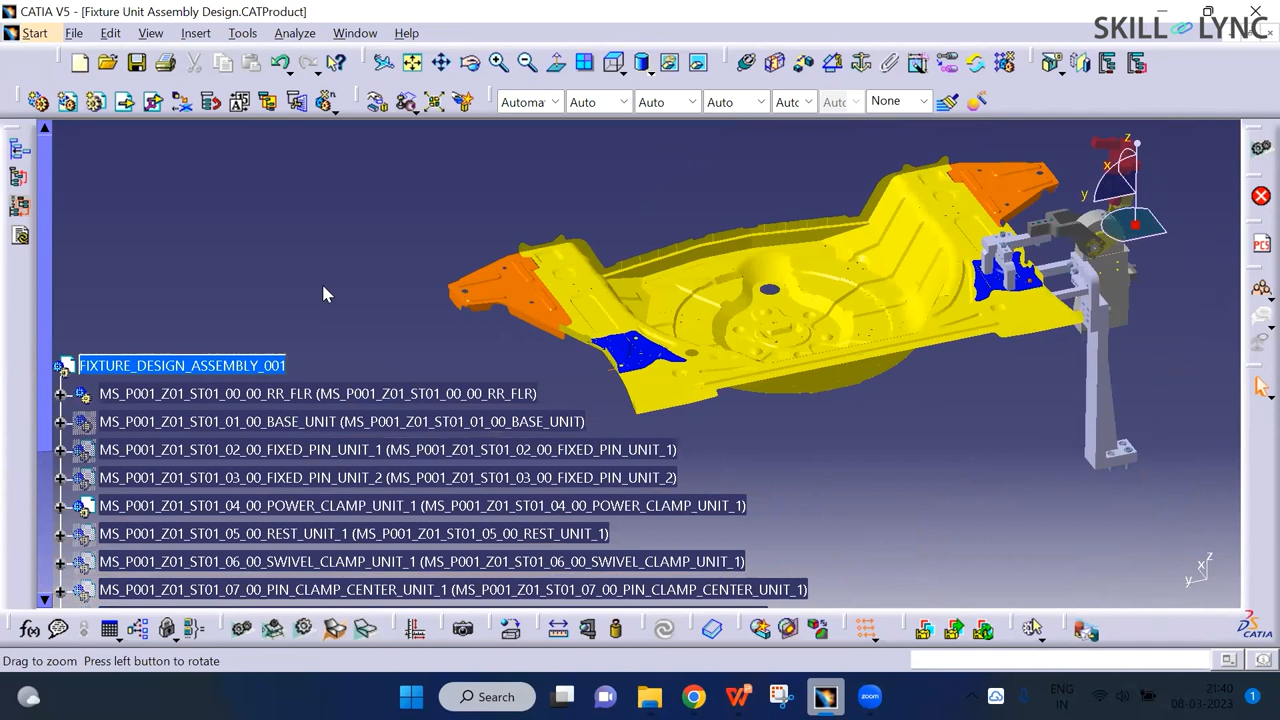 CATIA V5 - [Fixture Unit Assembly Design.CATProduct]
SKILL LYNC
Start File Edit View Insert Tools Analyze Window Help
Automa Auto Auto Auto Auto Auto None
z
x
y
FIXTURE_DESIGN_ASSEMBLY_001
MS_P001_Z01_ST01_00_00_RR_FLR (MS_P001_Z01_ST01_00_00_RR_FLR)
MS_P001_Z01_ST01_01_00_BASE_UNIT (MS_P001_Z01_ST01_01_00_BASE_UNIT)
MS_P001_Z01_ST01_02_00_FIXED_PIN_UNIT_1 (MS_P001_Z01_ST01_02_00_FIXED_PIN_UNIT_1)
MS_P001_Z01_ST01_03_00_FIXED_PIN_UNIT_2 (MS_P001_Z01_ST01_03_00_FIXED_PIN_UNIT_2)
MS_P001_Z01_ST01_04_00_POWER_CLAMP_UNIT_1 (MS_P001_Z01_ST01_04_00_POWER_CLAMP_UNIT_1)
MS_P001_Z01_ST01_05_00_REST_UNIT_1 (MS_P001_Z01_ST01_05_00_REST_UNIT_1)
MS_P001_Z01_ST01_06_00_SWIVEL_CLAMP_UNIT_1 (MS_P001_Z01_ST01_06_00_SWIVEL_CLAMP_UNIT_1)
MS_P001_Z01_ST01_07_00_PIN_CLAMP_CENTER_UNIT_1 (MS_P001_Z01_ST01_07_00_PIN_CLAMP_CENTER_UNIT_1)
z
x
y
CATIA
Drag to zoom Press left button to rotate
Search
ENG
IN
21:40
08-03-2023
1